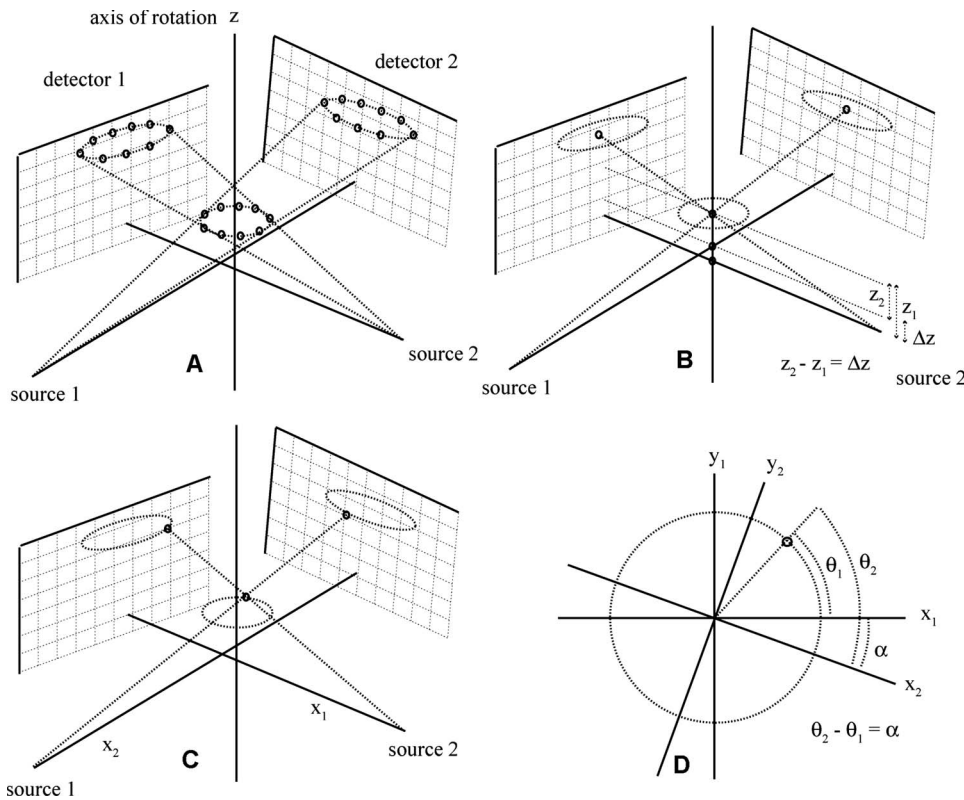 axis of rotation
z
detector 1
detector 2
source 1
source 2
A
z₂
z₁
Δz
z₂ - z₁ = Δz
source 1
source 2
B
x₁
x₂
source 1
source 2
C
y₁
y₂
θ₁
θ₂
x₁
α
x₂
θ₂ - θ₁ = α
D